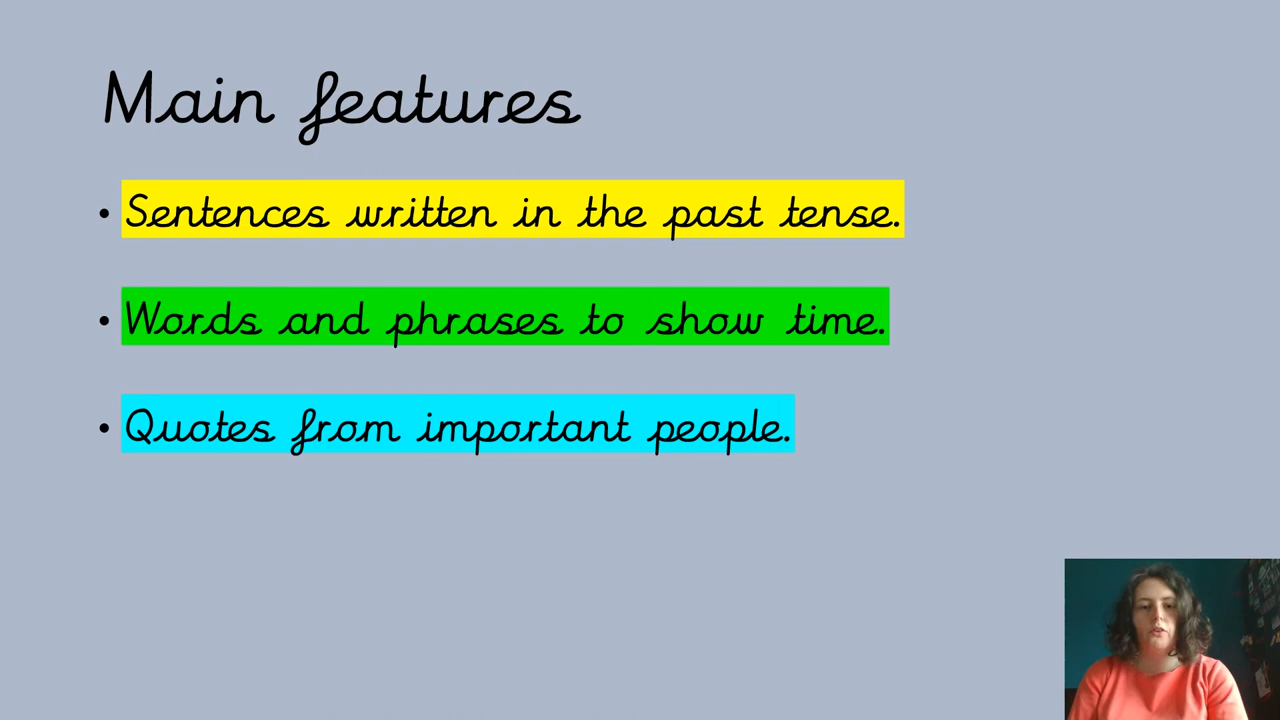 Main features
• Sentences written in the past tense.
• Words and phrases to show time.
• Quotes from important people.